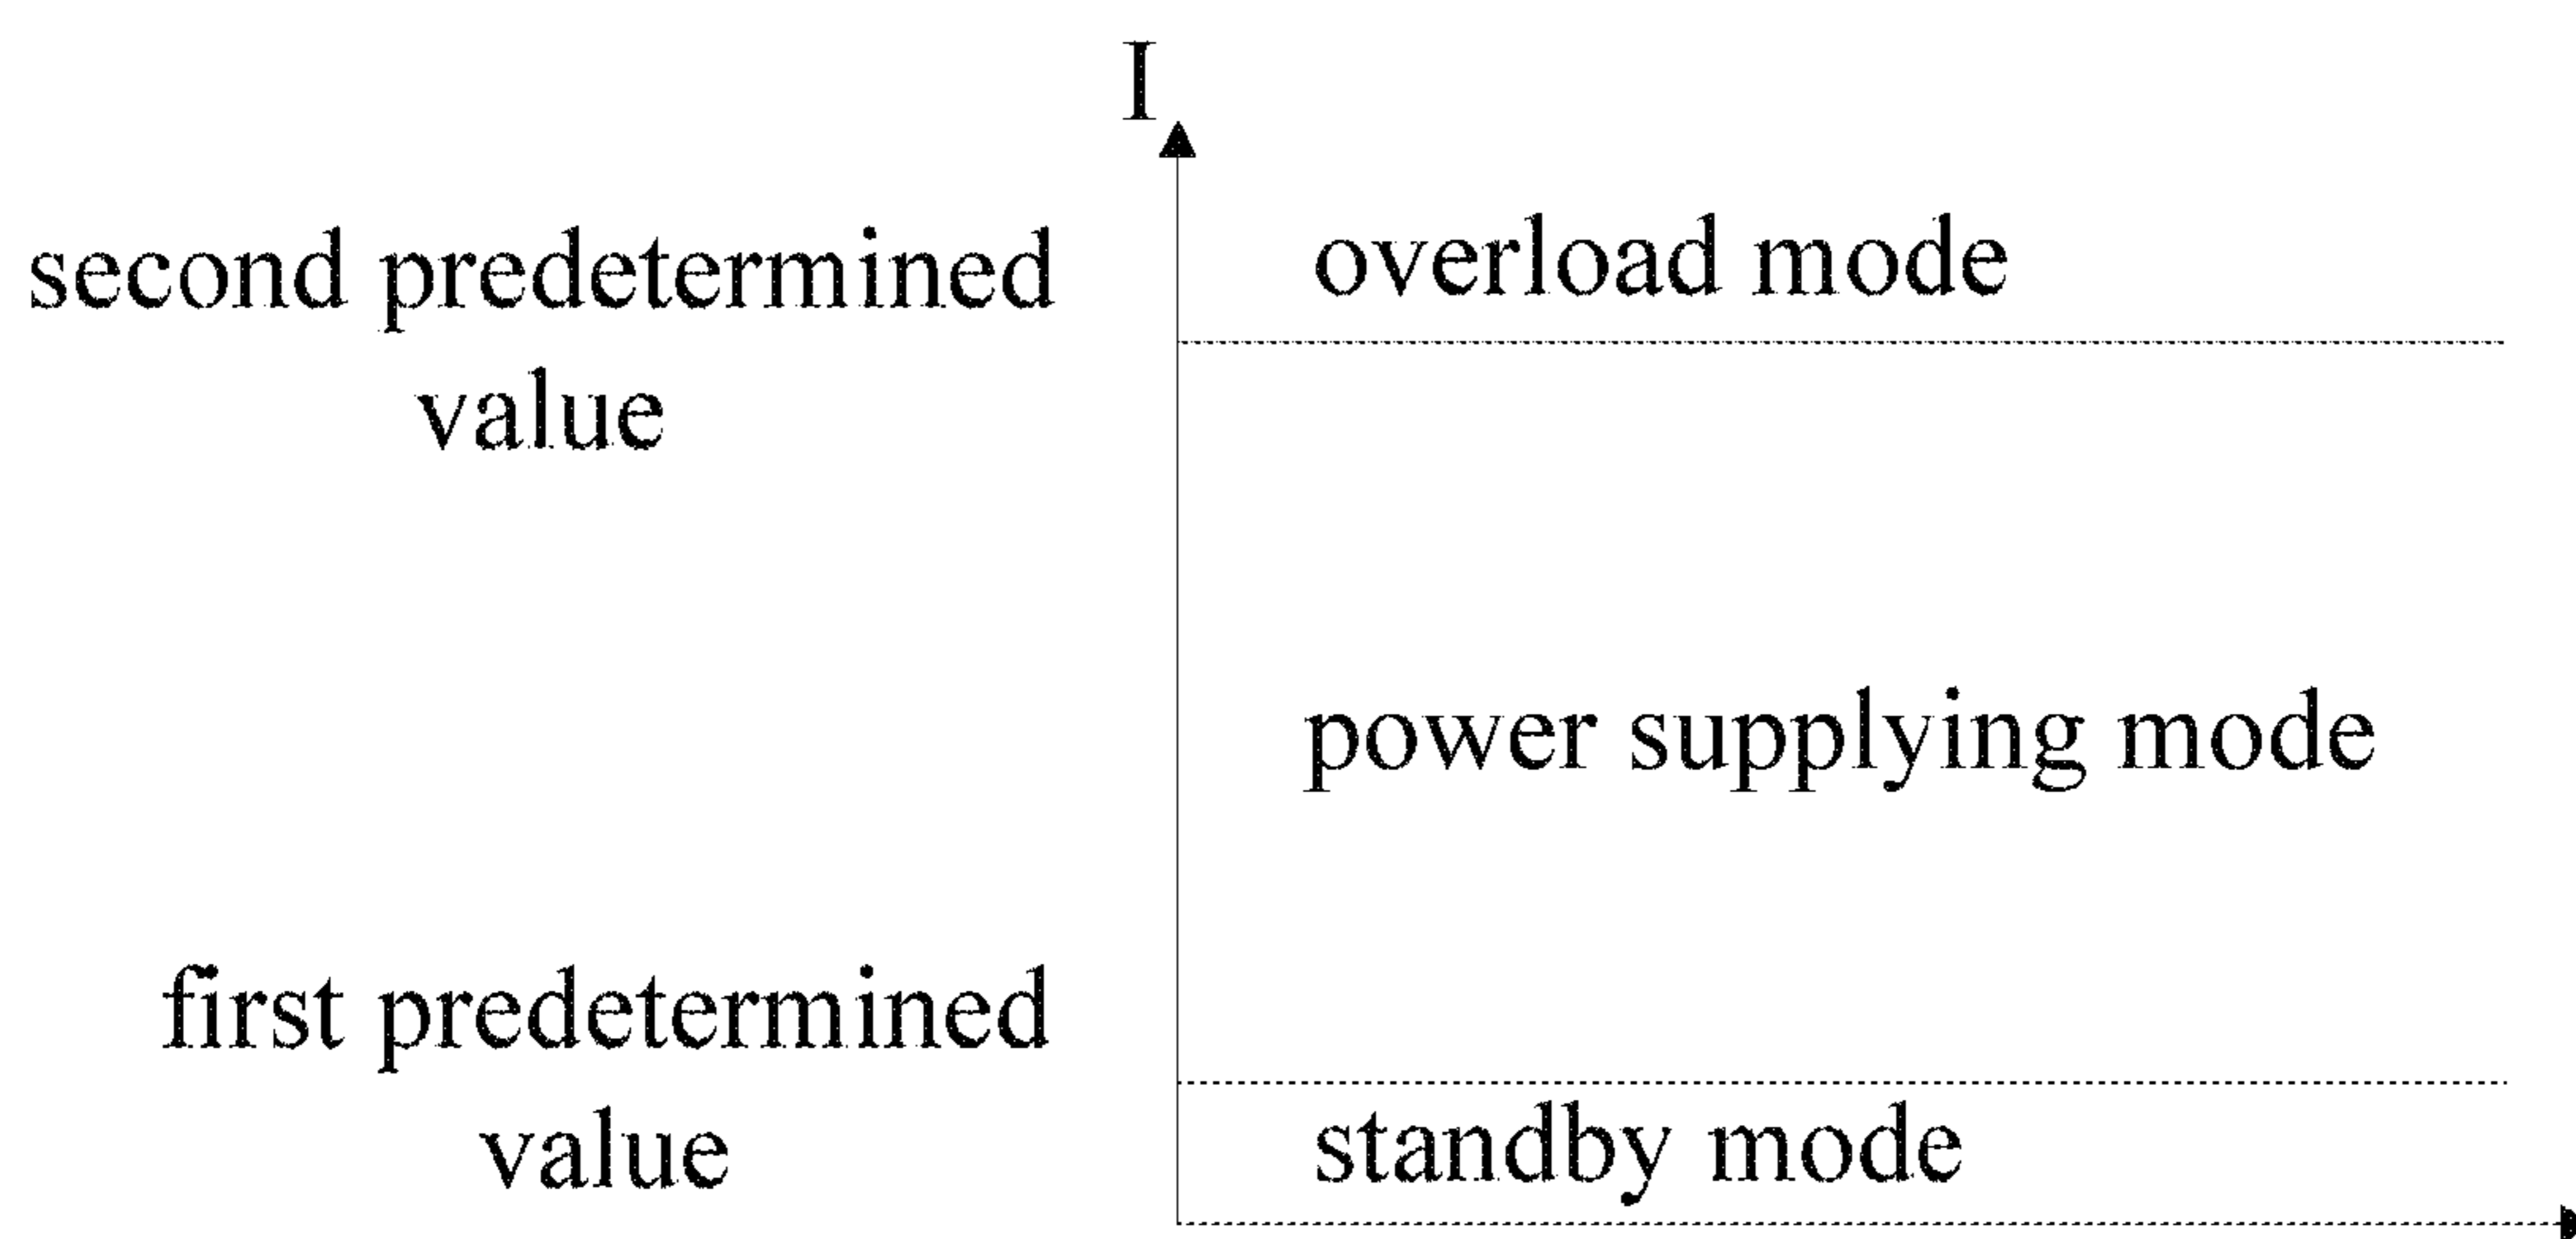 I
second predetermined
value
overload mode
power supplying mode
first predetermined
value
standby mode